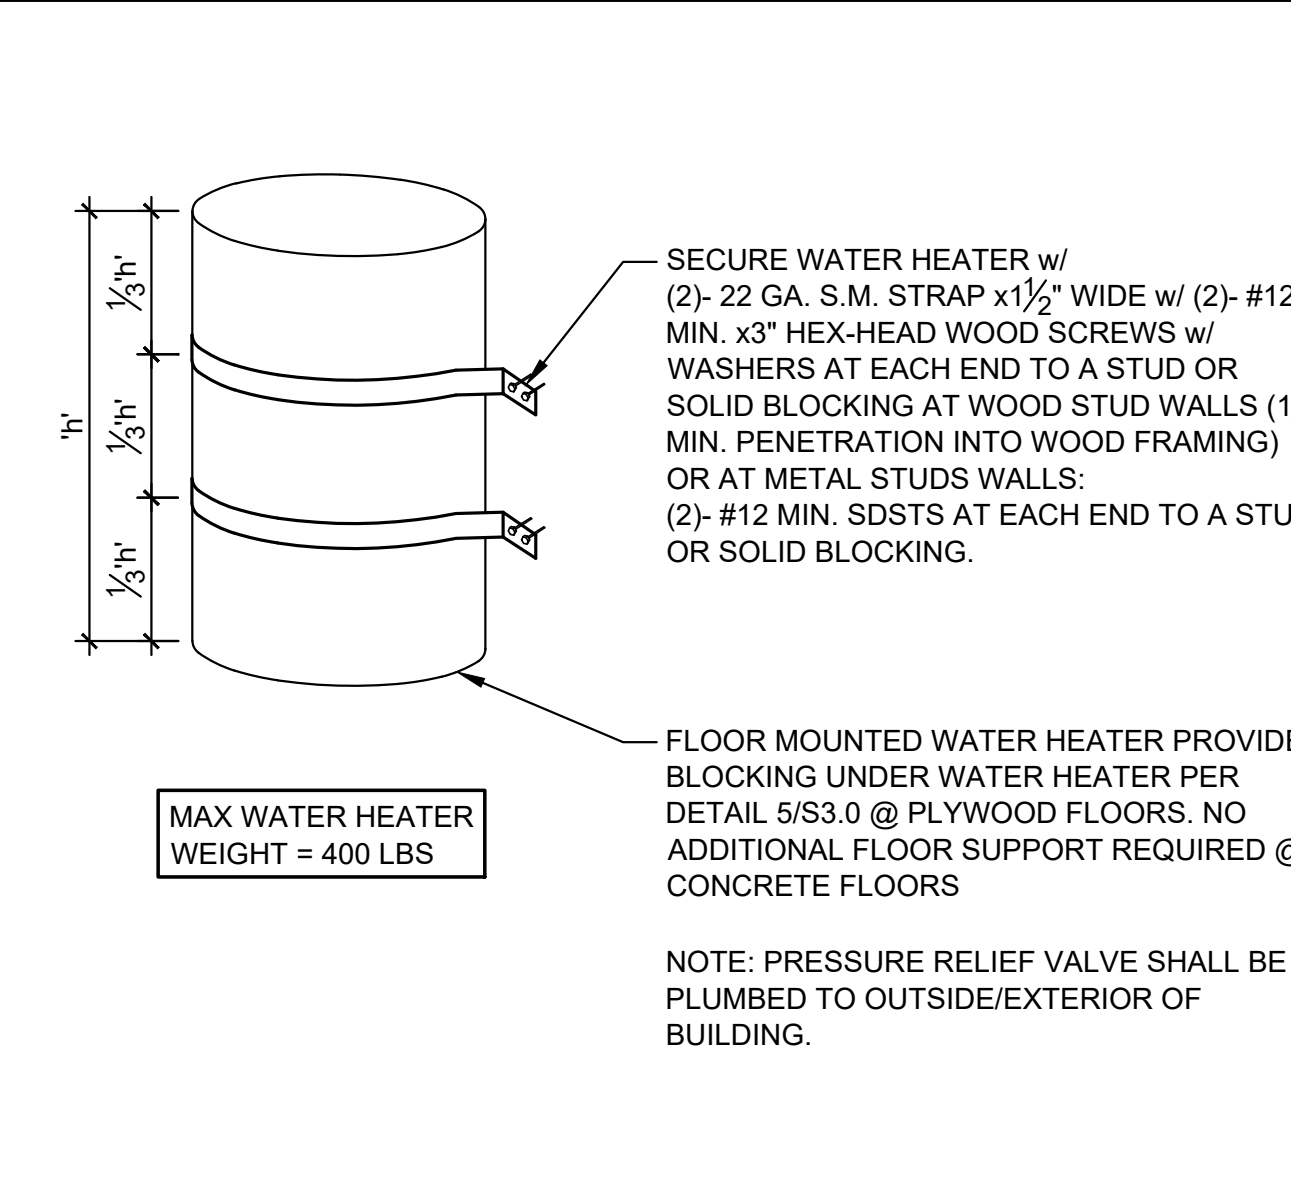 SECURE WATER HEATER w/
(2)- 22 GA. S.M. STRAP x1½" WIDE w/ (2)- #12
MIN. x3" HEX-HEAD WOOD SCREWS w/
WASHERS AT EACH END TO A STUD OR
SOLID BLOCKING AT WOOD STUD WALLS (1
MIN. PENETRATION INTO WOOD FRAMING)
OR AT METAL STUDS WALLS:
(2)- #12 MIN. SDSTS AT EACH END TO A
OR SOLID BLOCKING.
'h'
⅓'h'
⅓'h'
⅓'h'
FLOOR MOUNTED WATER HEATER PROVIDE
BLOCKING UNDER WATER HEATER PER
DETAIL 5/S3.0 @ PLYWOOD FLOORS. NO
ADDITIONAL FLOOR SUPPORT REQUIRED @
CONCRETE FLOORS
MAX WATER HEATER
WEIGHT = 400 LBS
NOTE: PRESSURE RELIEF VALVE SHALL BE
PLUMBED TO OUTSIDE/EXTERIOR OF
BUILDING.